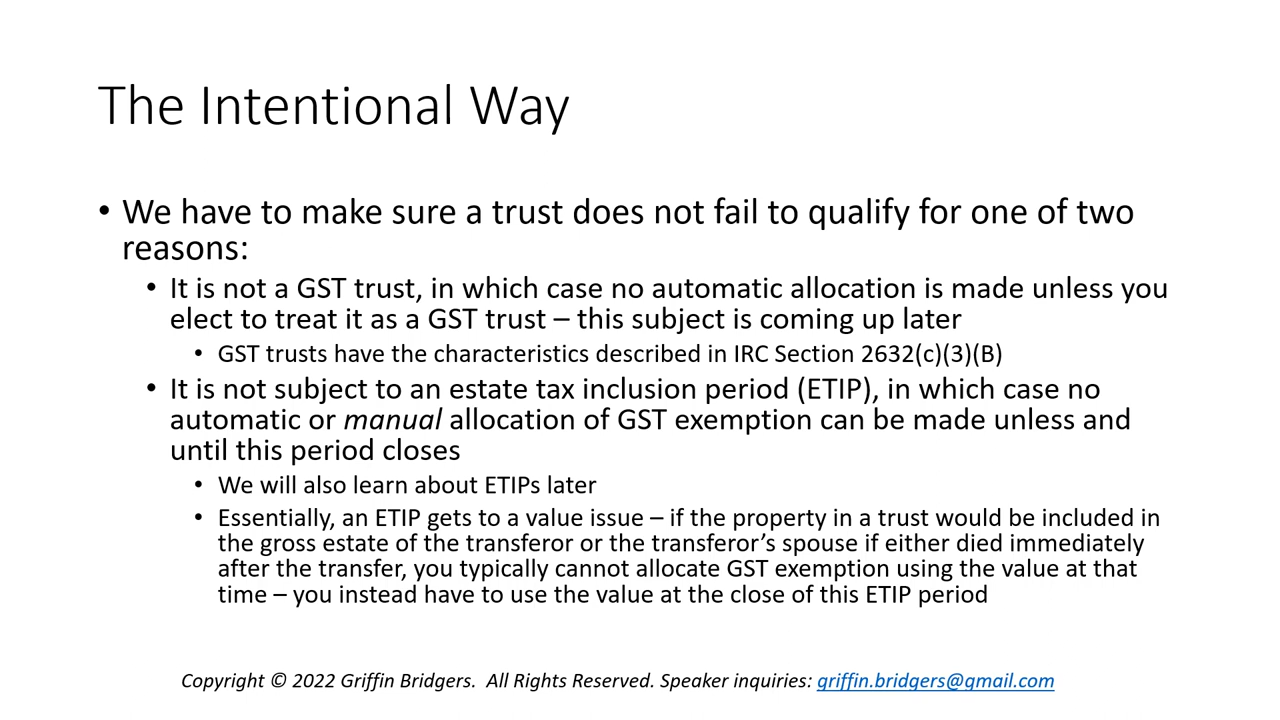 The Intentional Way
• We have to make sure a trust does not fail to qualify for one of two
reasons:
• It is not a GST trust, in which case no automatic allocation is made unless you
elect to treat it as a GST trust – this subject is coming up later
• GST trusts have the characteristics described in IRC Section 2632(c)(3)(B)
• It is not subject to an estate tax inclusion period (ETIP), in which case no
automatic or manual allocation of GST exemption can be made unless and
until this period closes
• We will also learn about ETIPs later
• Essentially, an ETIP gets to a value issue – if the property in a trust would be included in
the gross estate of the transferor or the transferor’s spouse if either died immediately
after the transfer, you typically cannot allocate GST exemption using the value at that
time – you instead have to use the value at the close of this ETIP period
Copyright © 2022 Griffin Bridgers.  All Rights Reserved. Speaker inquiries: griffin.bridgers@gmail.com